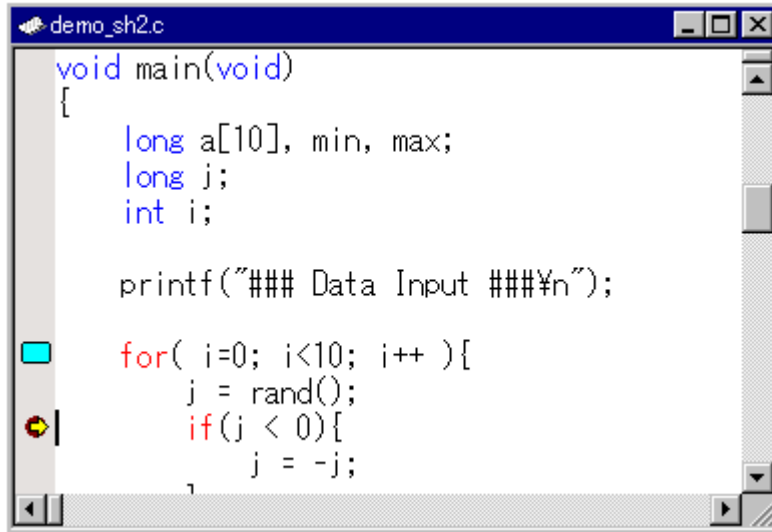 demo_sh2.c
void main(void)
{
long a[10], min, max;
long j;
int i;
printf("### Data Input ###¥n");
for( i=0; i<10; i++ ){
j = rand();
if(j < 0){
j = -j;